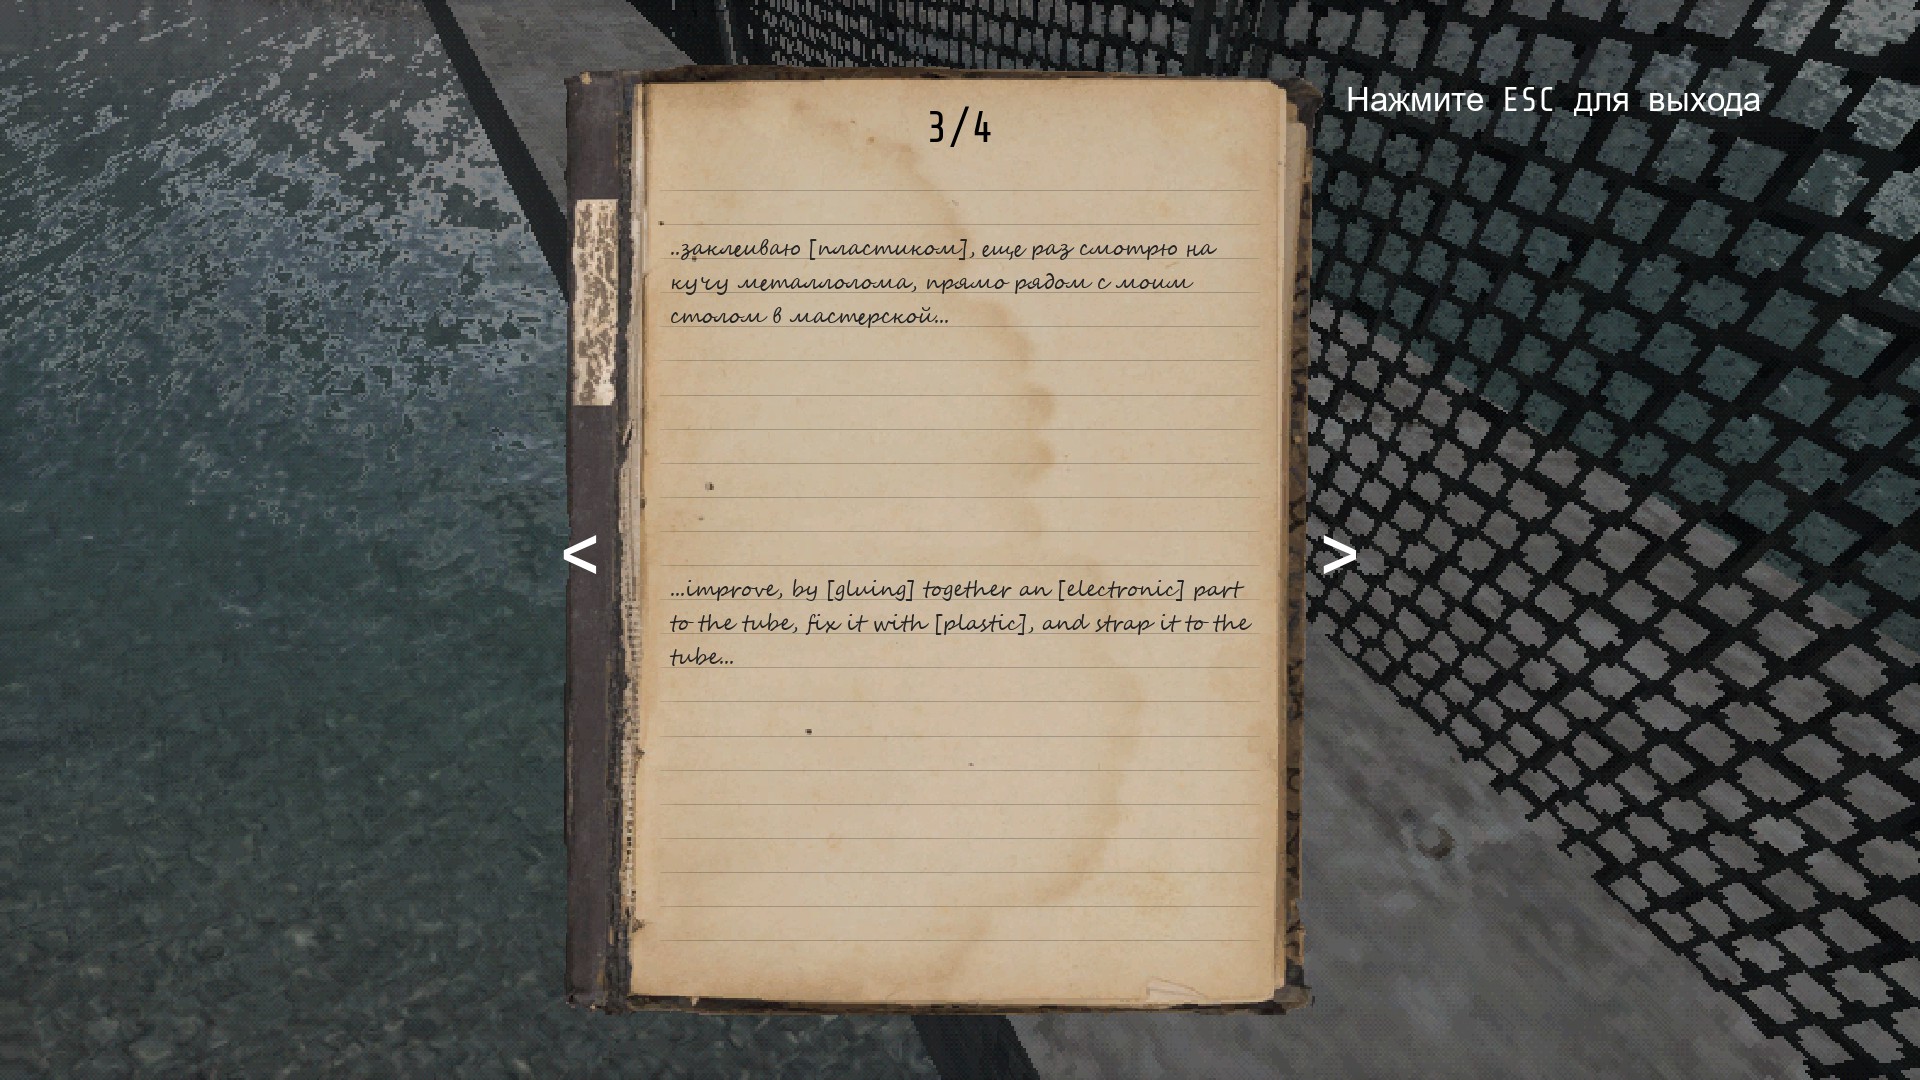 3/4
Нажмите ESC для выхода
..заклеиваю [пластиком], еще раз смотрю на
кучу металлолома, прямо рядом с моим
столом в мастерской...
< >
...improve, by [gluing] together an [electronic] part
to the tube, fix it with [plastic], and strap it to the
tube...